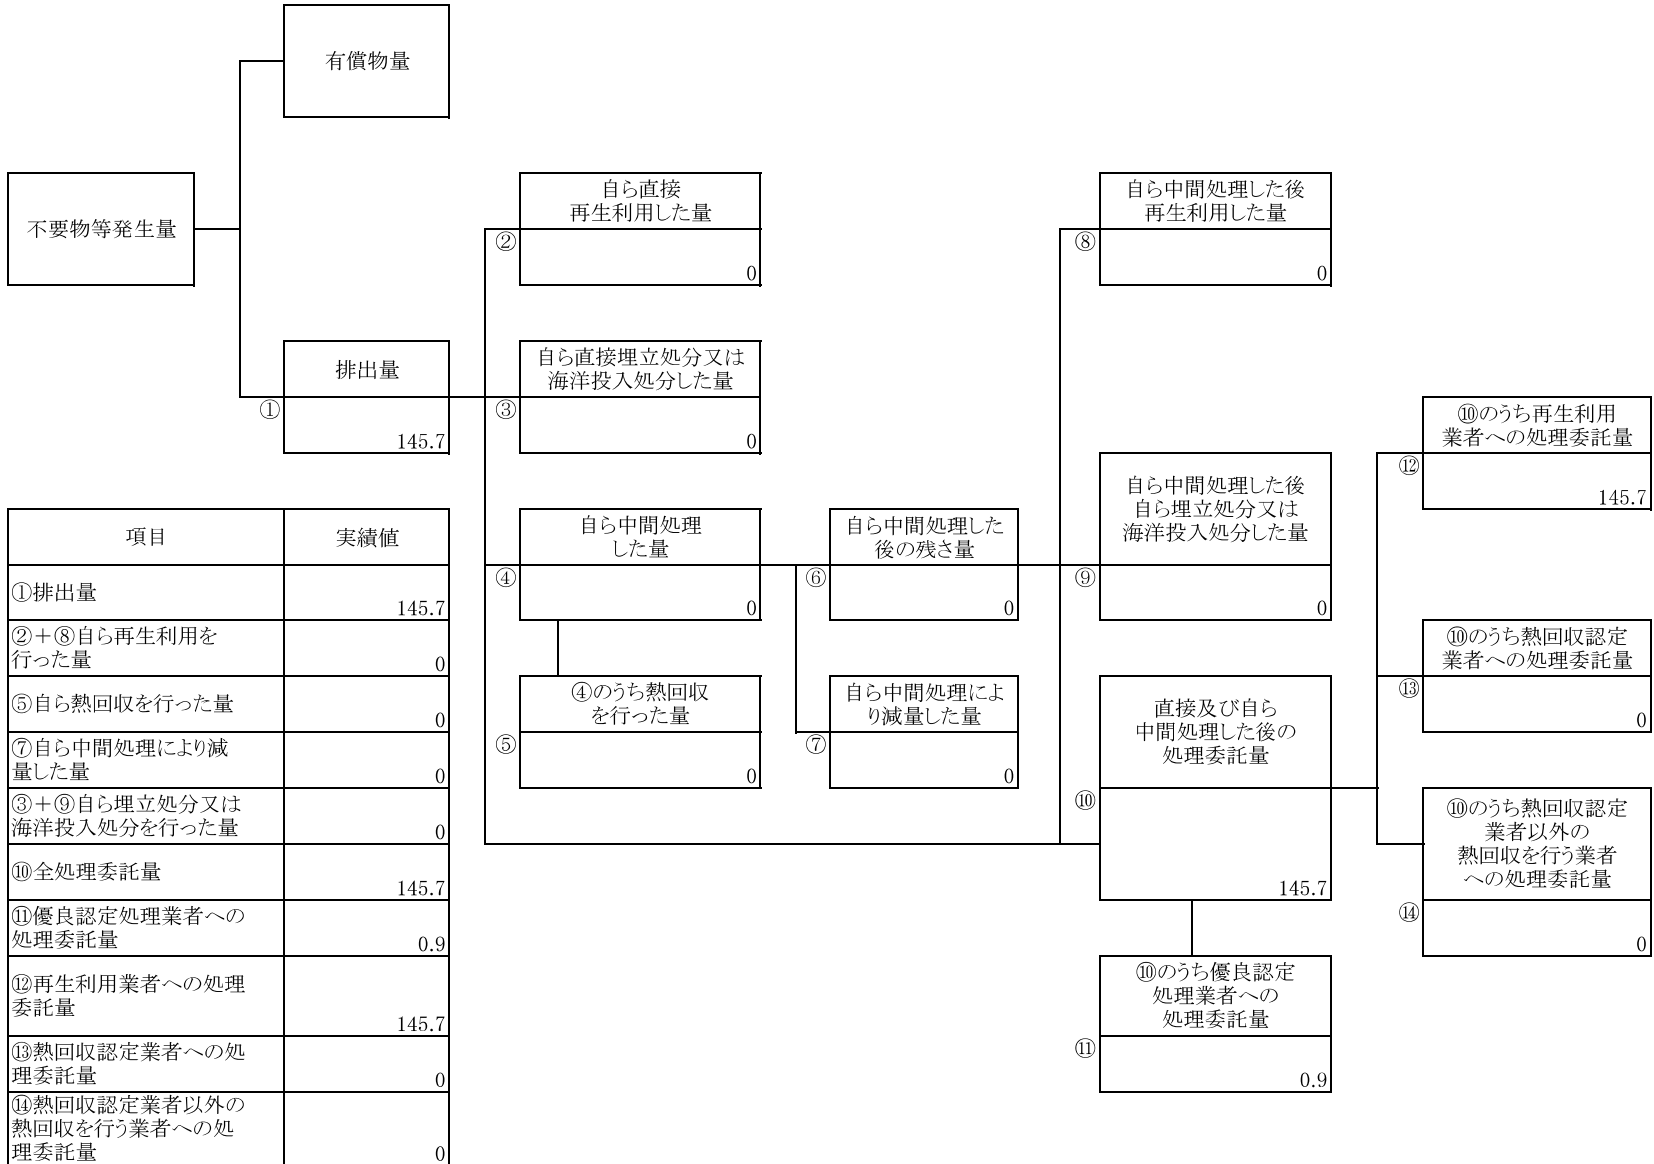 有償物量
不要物等発生量
自ら直接
再生利用した量
②
0
自ら中間処理した後
再生利用した量
⑧
0
排出量
①
145.7
自ら直接埋立処分又は
海洋投入処分した量
③
0
⑩のうち再生利用
業者への処理委託量
⑫
145.7
自ら中間処理
した量
④
0
自ら中間処理した
後の残さ量
⑥
0
自ら中間処理した後
自ら埋立処分又は
海洋投入処分した量
⑨
0
⑩のうち熱回収認定
業者への処理委託量
⑬
0
④のうち熱回収
を行った量
⑤
0
自ら中間処理によ
り減量した量
⑦
0
直接及び自ら
中間処理した後の
処理委託量
⑩
145.7
⑩のうち熱回収認定
業者以外の
熱回収を行う業者
への処理委託量
⑭
0
⑩のうち優良認定
処理業者への
処理委託量
⑪
0.9
項目
実績値
①排出量
145.7
②＋⑧自ら再生利用を
行った量
0
⑤自ら熱回収を行った量
0
⑦自ら中間処理により減
量した量
0
③＋⑨自ら埋立処分又は
海洋投入処分を行った量
0
⑩全処理委託量
145.7
⑪優良認定処理業者への
処理委託量
0.9
⑫再生利用業者への処理
委託量
145.7
⑬熱回収認定業者への処
理委託量
0
⑭熱回収認定業者以外の
熱回収を行う業者への処
理委託量
0